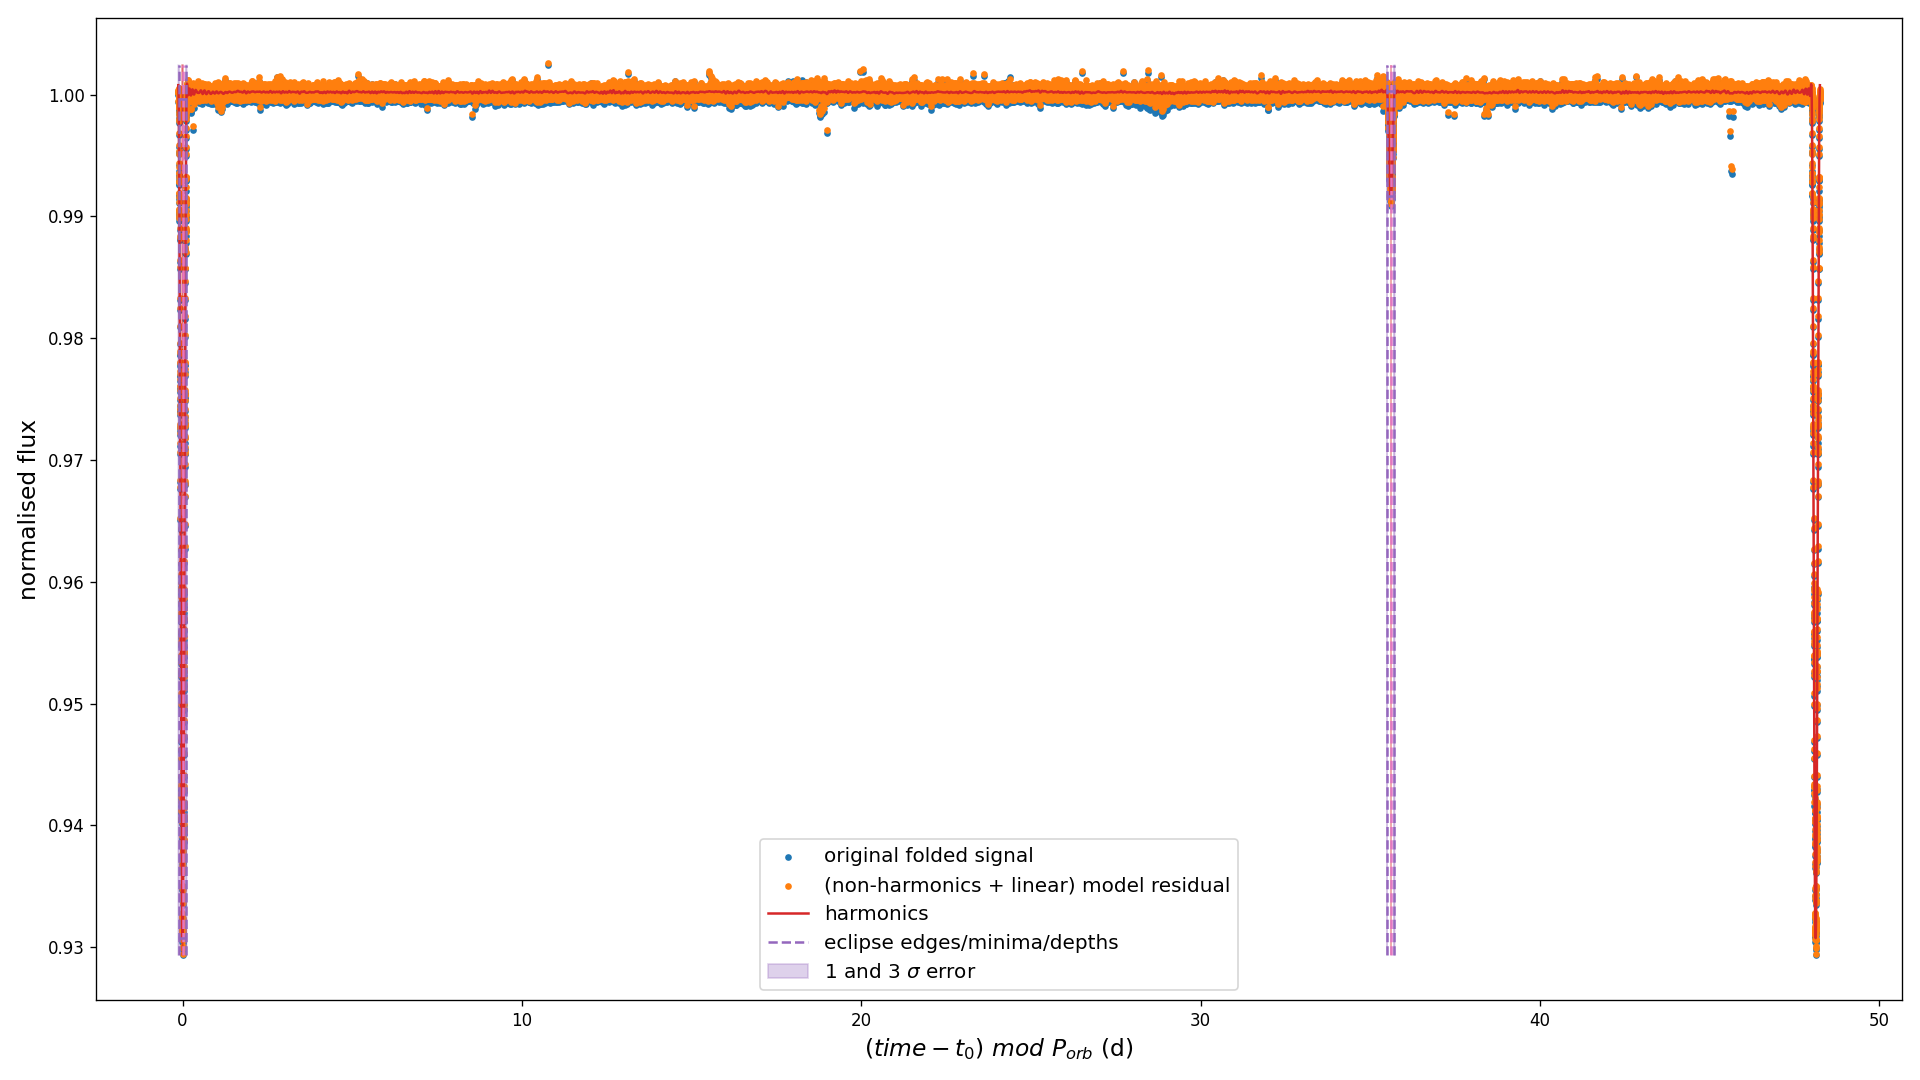 1.00
0.99
0.98
0.97
0.96
0.95
0.94
0.93
normalised flux
original folded signal
(non-harmonics + linear) model residual
harmonics
eclipse edges/minima/depths
1 and 3 σ error
0 10 20 30 40 50
(time − t₀) mod Pₒᵣb (d)